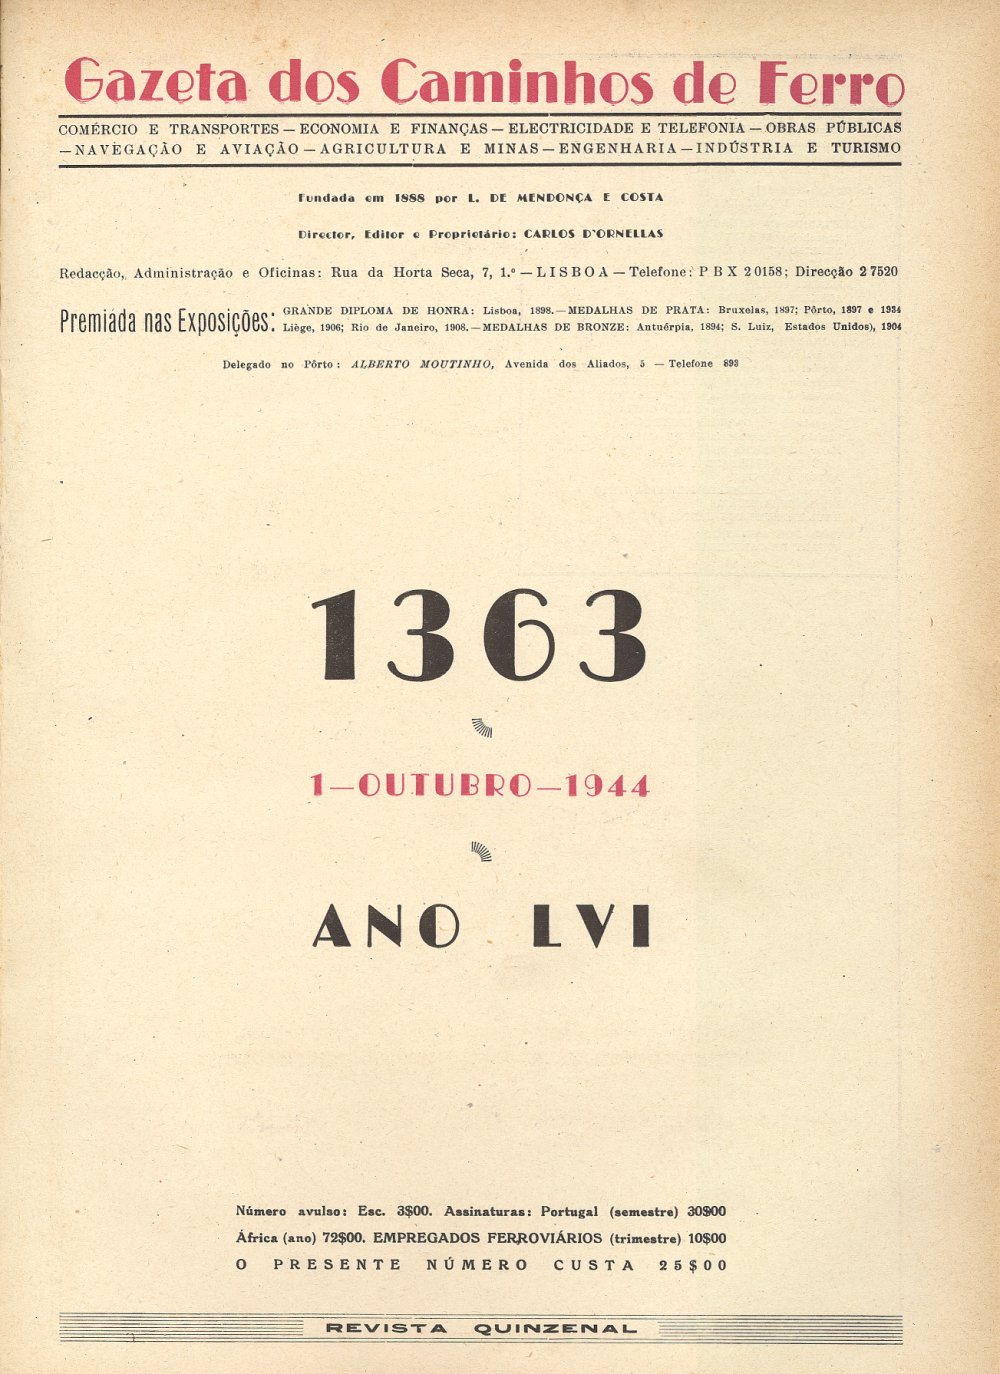 Gazeta dos Caminhos de Ferro
COMÉRCIO E TRANSPORTES — ECONOMIA E FINANÇAS — ELECTRICIDADE E TELEFONIA — OBRAS PÚBLICAS
— NAVEGAÇÃO E AVIAÇÃO — AGRICULTURA E MINAS — ENGENHARIA — INDÚSTRIA E TURISMO
Fundada em 1888 por L. DE MENDONÇA E COSTA
Director, Editor e Proprietário: CARLOS D'ORNELLAS
Redacção, Administração e Oficinas: Rua da Horta Seca, 7, 1.º — LISBOA — Telefone: PBX 20158; Direcção 27520
Premiada nas Exposições:
GRANDE DIPLOMA DE HONRA: Lisboa, 1898. — MEDALHAS DE PRATA: Bruxelas, 1897; Pôrto, 1897 e 1934
Liège, 1906; Rio de Janeiro, 1908. — MEDALHAS DE BRONZE: Antuérpia, 1894; S. Luiz, Estados Unidos), 1904
Delegado no Pôrto: ALBERTO MOUTINHO, Avenida dos Aliados, 5 — Telefone 893
1363
1—OUTUBRO—1944
ANO LVI
Número avulso: Esc. 3$00. Assinaturas: Portugal (semestre) 30$00
África (ano) 72$00. EMPREGADOS FERROVIÁRIOS (trimestre) 10$00
O PRESENTE NÚMERO CUSTA 25$00
REVISTA QUINZENAL